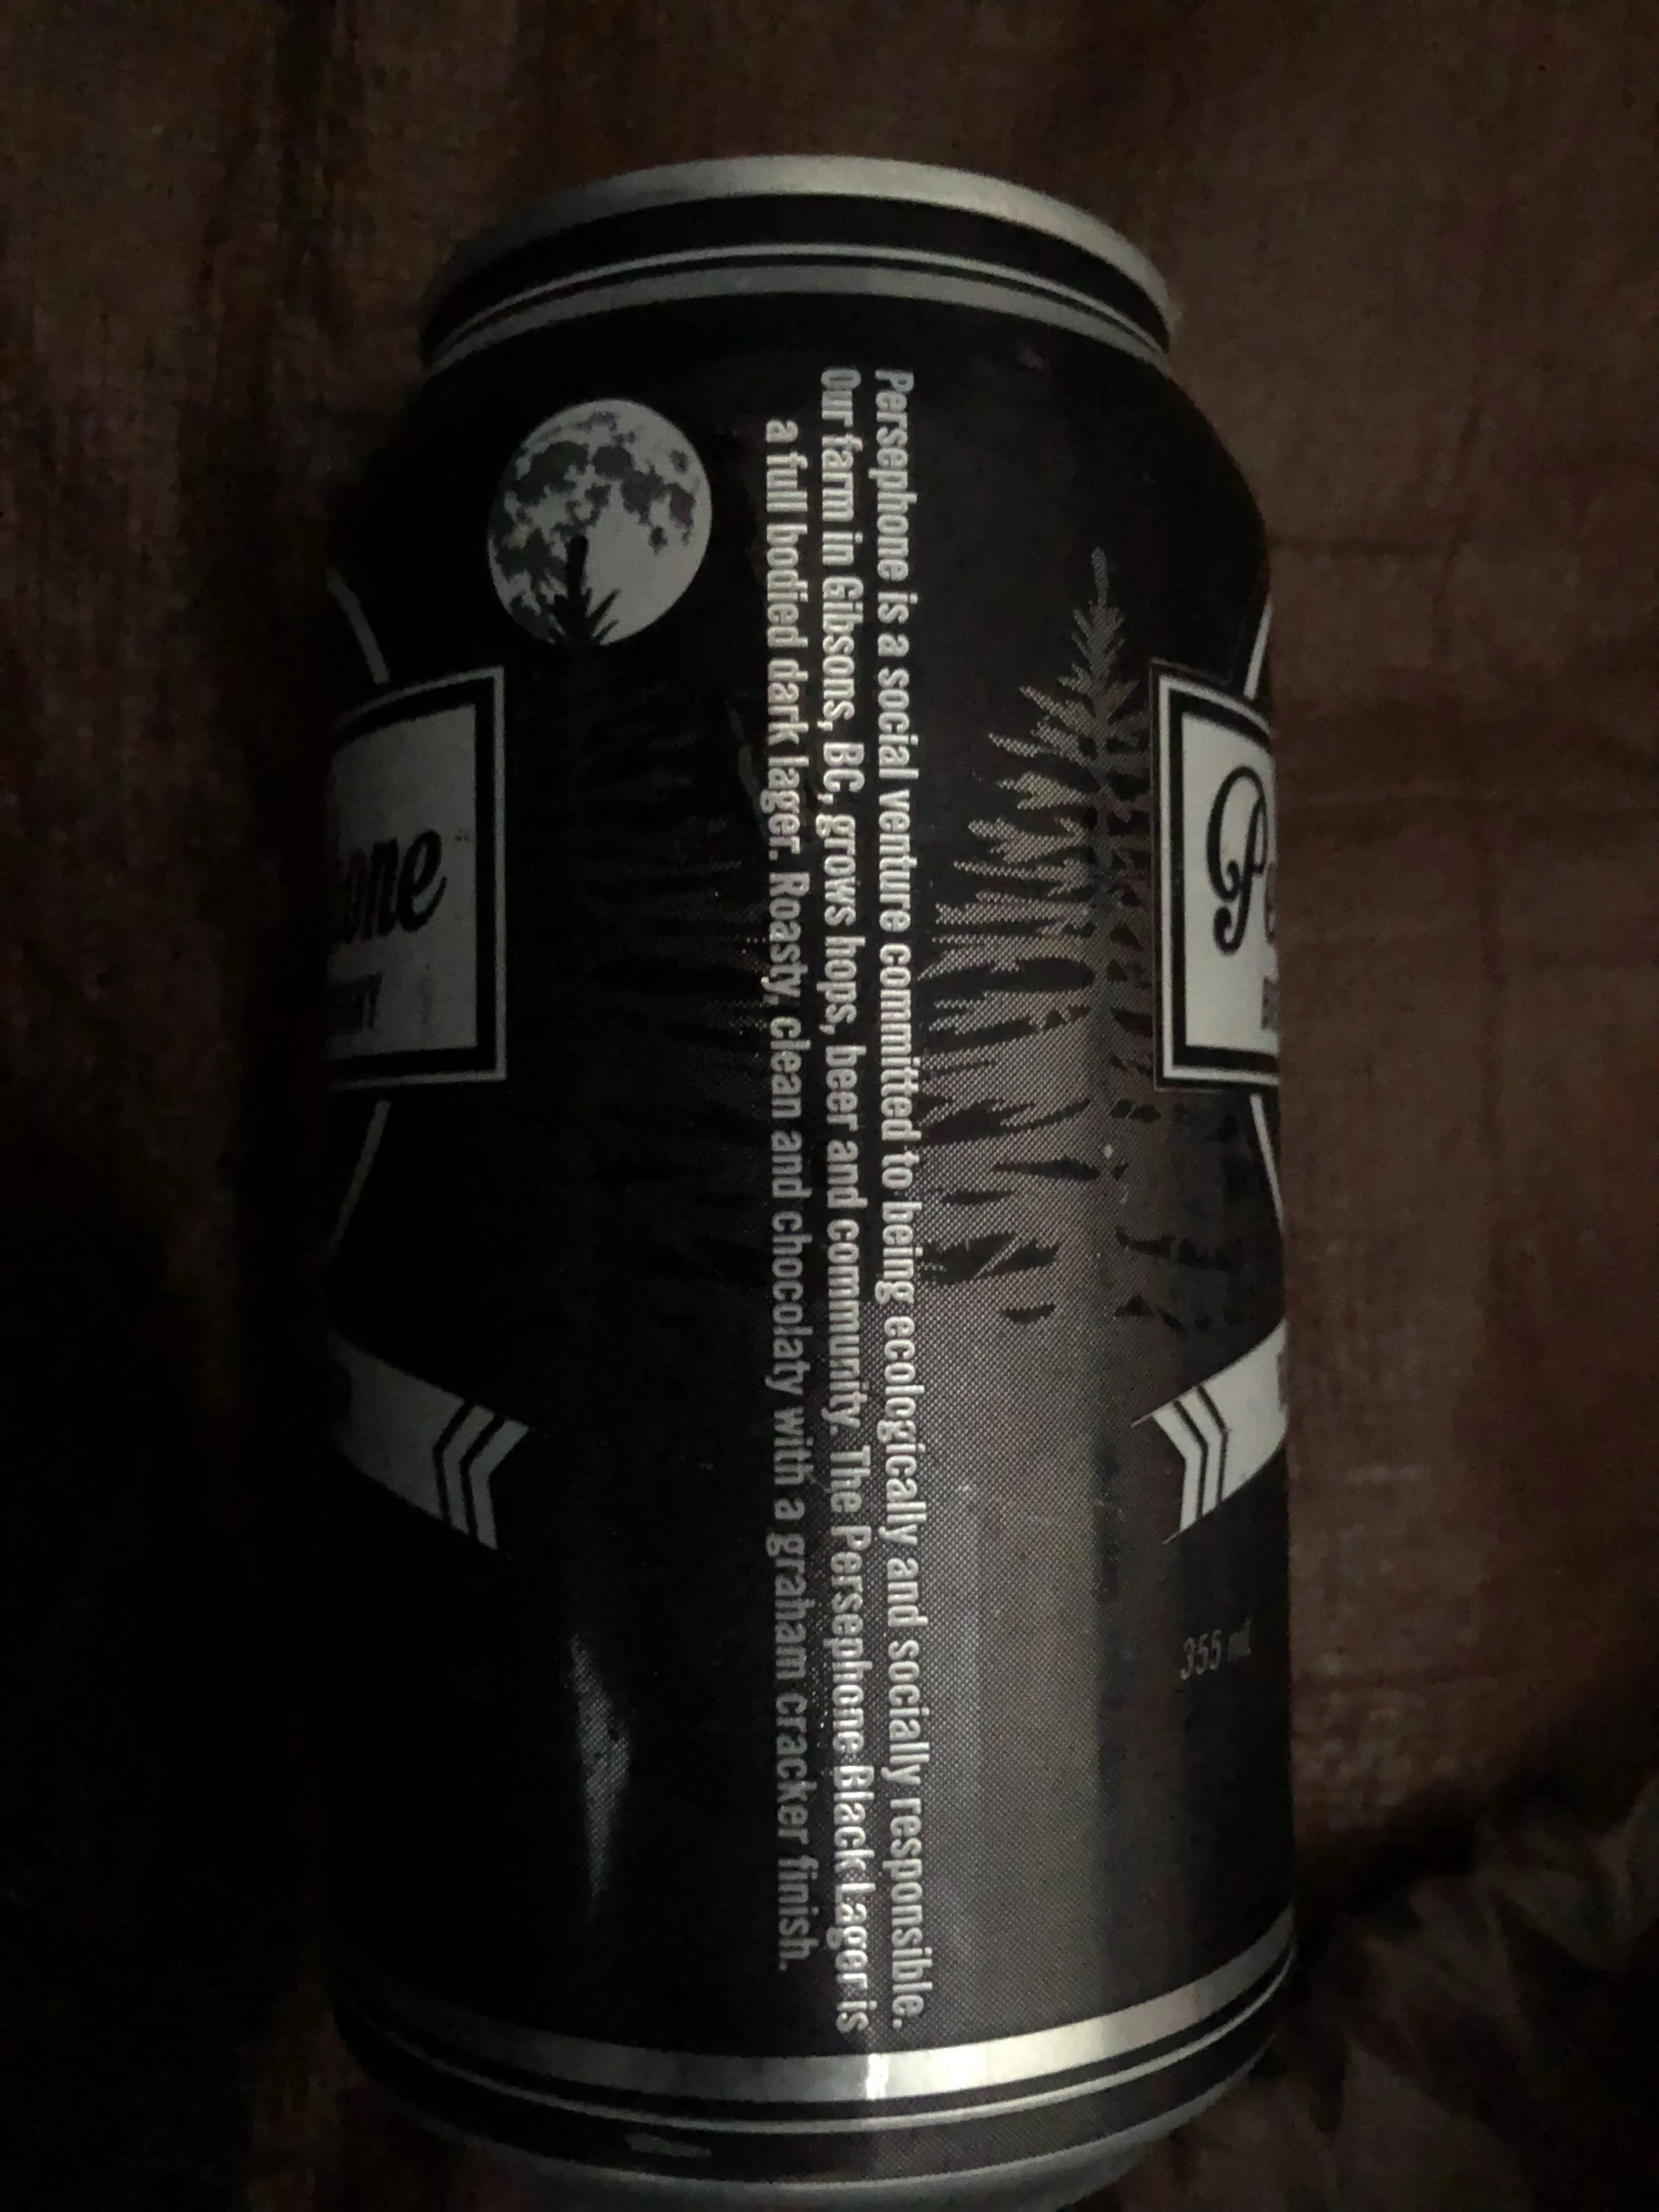 Persephone is a social venture committed to being ecologically and socially responsible.
Our farm in Gibsons, BC, grows hops, beer and community. The Persephone Black Lager is
a full bodied dark lager. Roasty, clean and chocolaty with a graham cracker finish.
355 mL